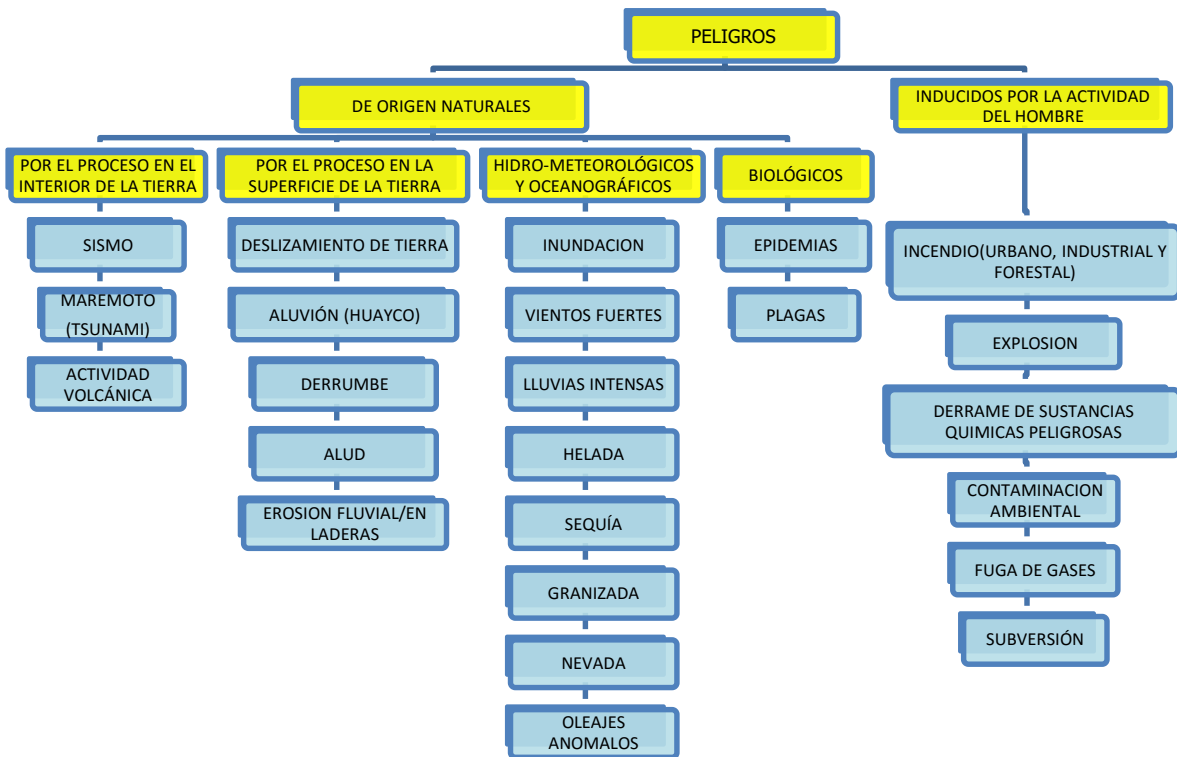 PELIGROS
DE ORIGEN NATURALES
INDUCIDOS POR LA ACTIVIDAD
DEL HOMBRE
POR EL PROCESO EN EL
INTERIOR DE LA TIERRA
SISMO
MAREMOTO
(TSUNAMI)
ACTIVIDAD
VOLCÁNICA
POR EL PROCESO EN LA
SUPERFICIE DE LA TIERRA
DESLIZAMIENTO DE TIERRA
ALUVIÓN (HUAYCO)
DERRUMBE
ALUD
EROSION FLUVIAL/EN
LADERAS
HIDRO-METEOROLÓGICOS
Y OCEANOGRÁFICOS
INUNDACION
VIENTOS FUERTES
LLUVIAS INTENSAS
HELADA
SEQUÍA
GRANIZADA
NEVADA
OLEAJES
ANOMALOS
BIOLÓGICOS
EPIDEMIAS
PLAGAS
INCENDIO(URBANO, INDUSTRIAL Y
FORESTAL)
EXPLOSION
DERRAME DE SUSTANCIAS
QUIMICAS PELIGROSAS
CONTAMINACION
AMBIENTAL
FUGA DE GASES
SUBVERSIÓN